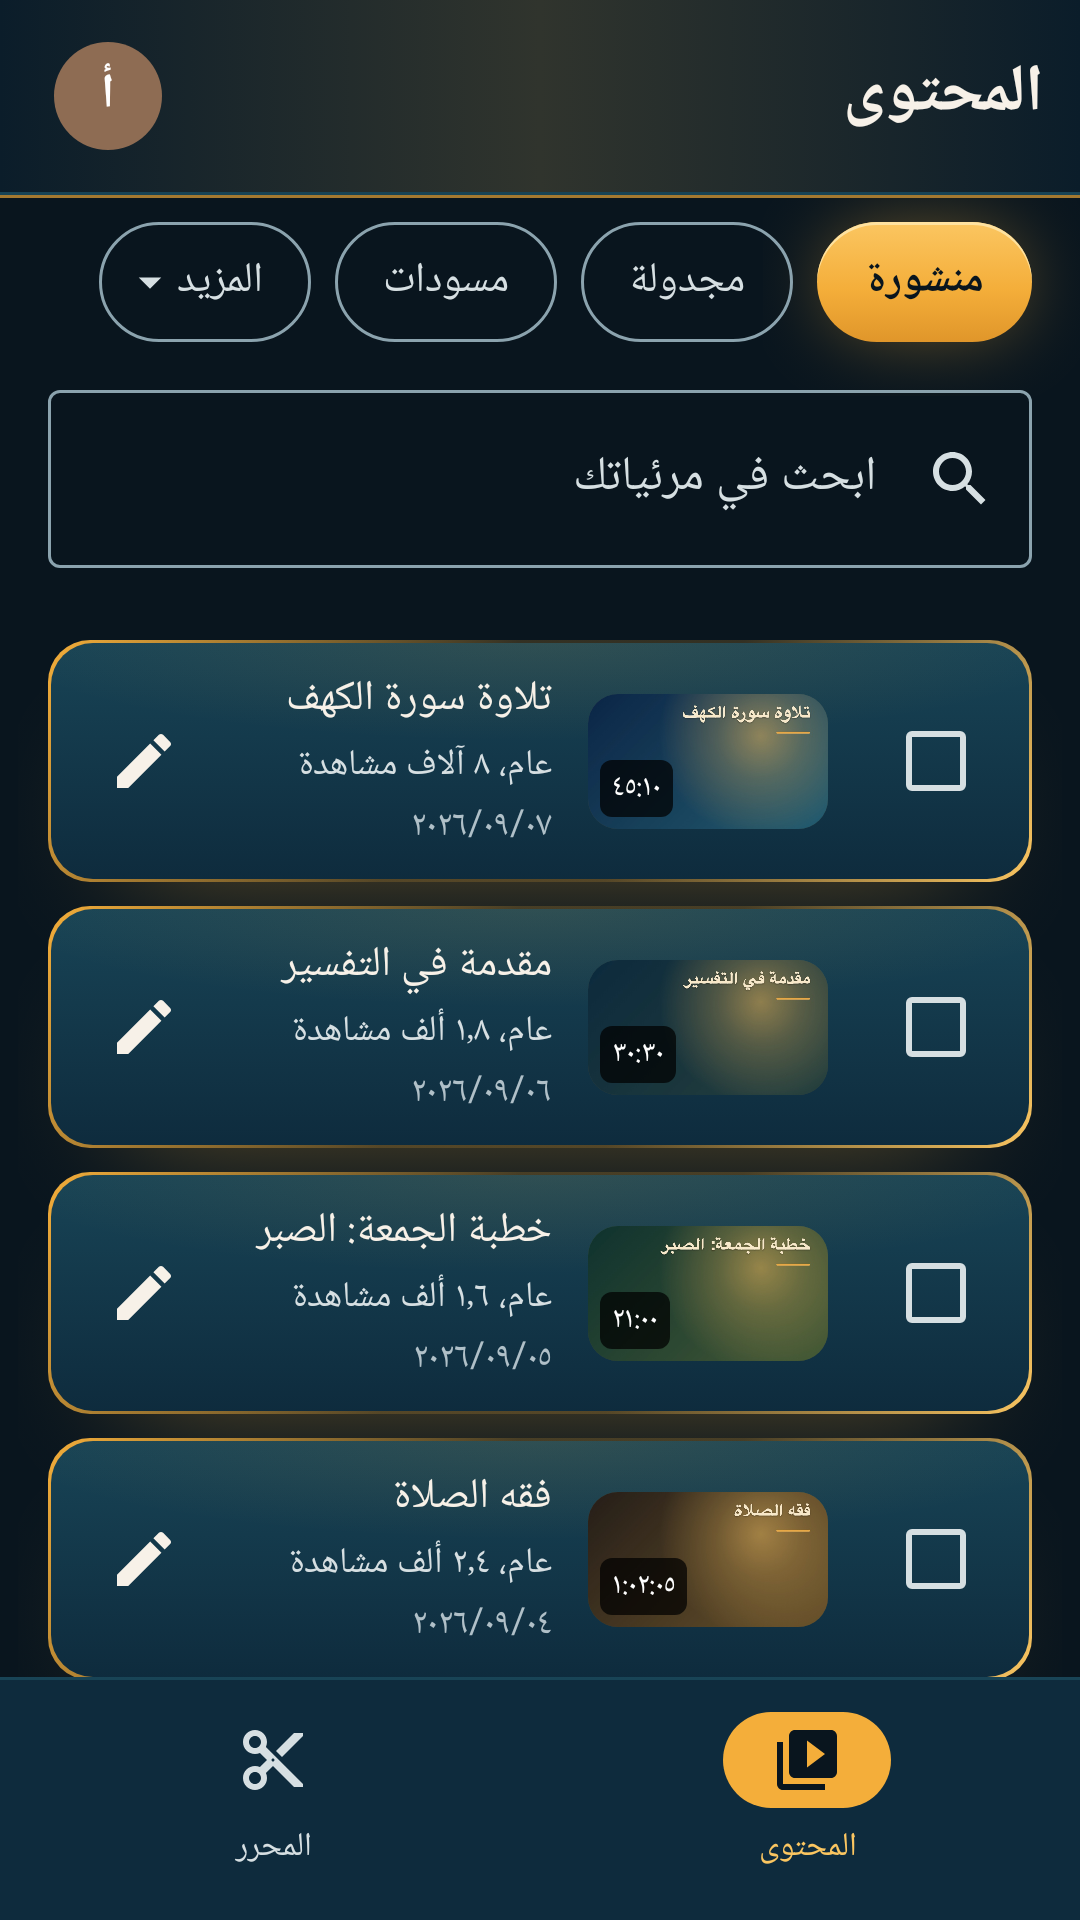 المحتوى
أ
منشورة
مجدولة
مسودات
المزيد
ابحث في مرئياتك
تلاوة سورة الكهف
٤٥:١٠
تلاوة سورة الكهف
عام، ٨ آلاف مشاهدة
٢٠٢٦/٠٩/٠٧
مقدمة في التفسير
٣٠:٣٠
مقدمة في التفسير
عام، ١٫٨ ألف مشاهدة
٢٠٢٦/٠٩/٠٦
خطبة الجمعة: الصبر
٢١:٠٠
خطبة الجمعة: الصبر
عام، ١٫٦ ألف مشاهدة
٢٠٢٦/٠٩/٠٥
فقه الصلاة
١:٠٢:٠٥
فقه الصلاة
عام، ٢٫٤ ألف مشاهدة
٢٠٢٦/٠٩/٠٤
المحتوى
المحرر